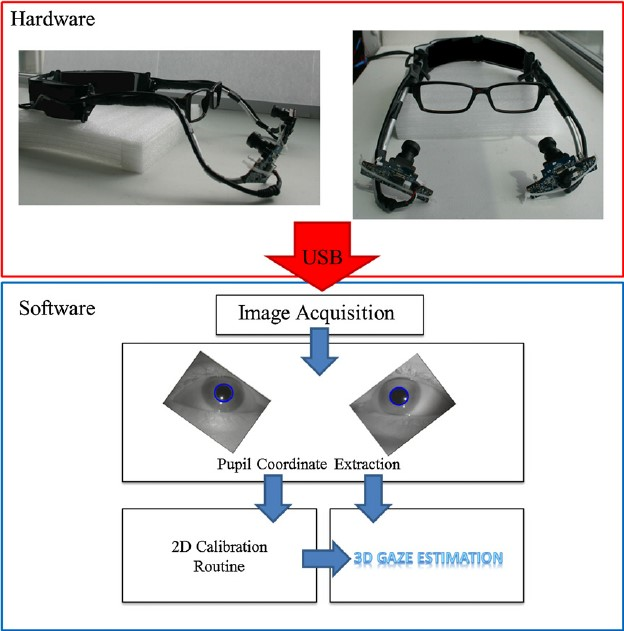 Hardware
USB
Software
Image Acquisition
Pupil Coordinate Extraction
2D Calibration
Routine
3D GAZE ESTIMATION